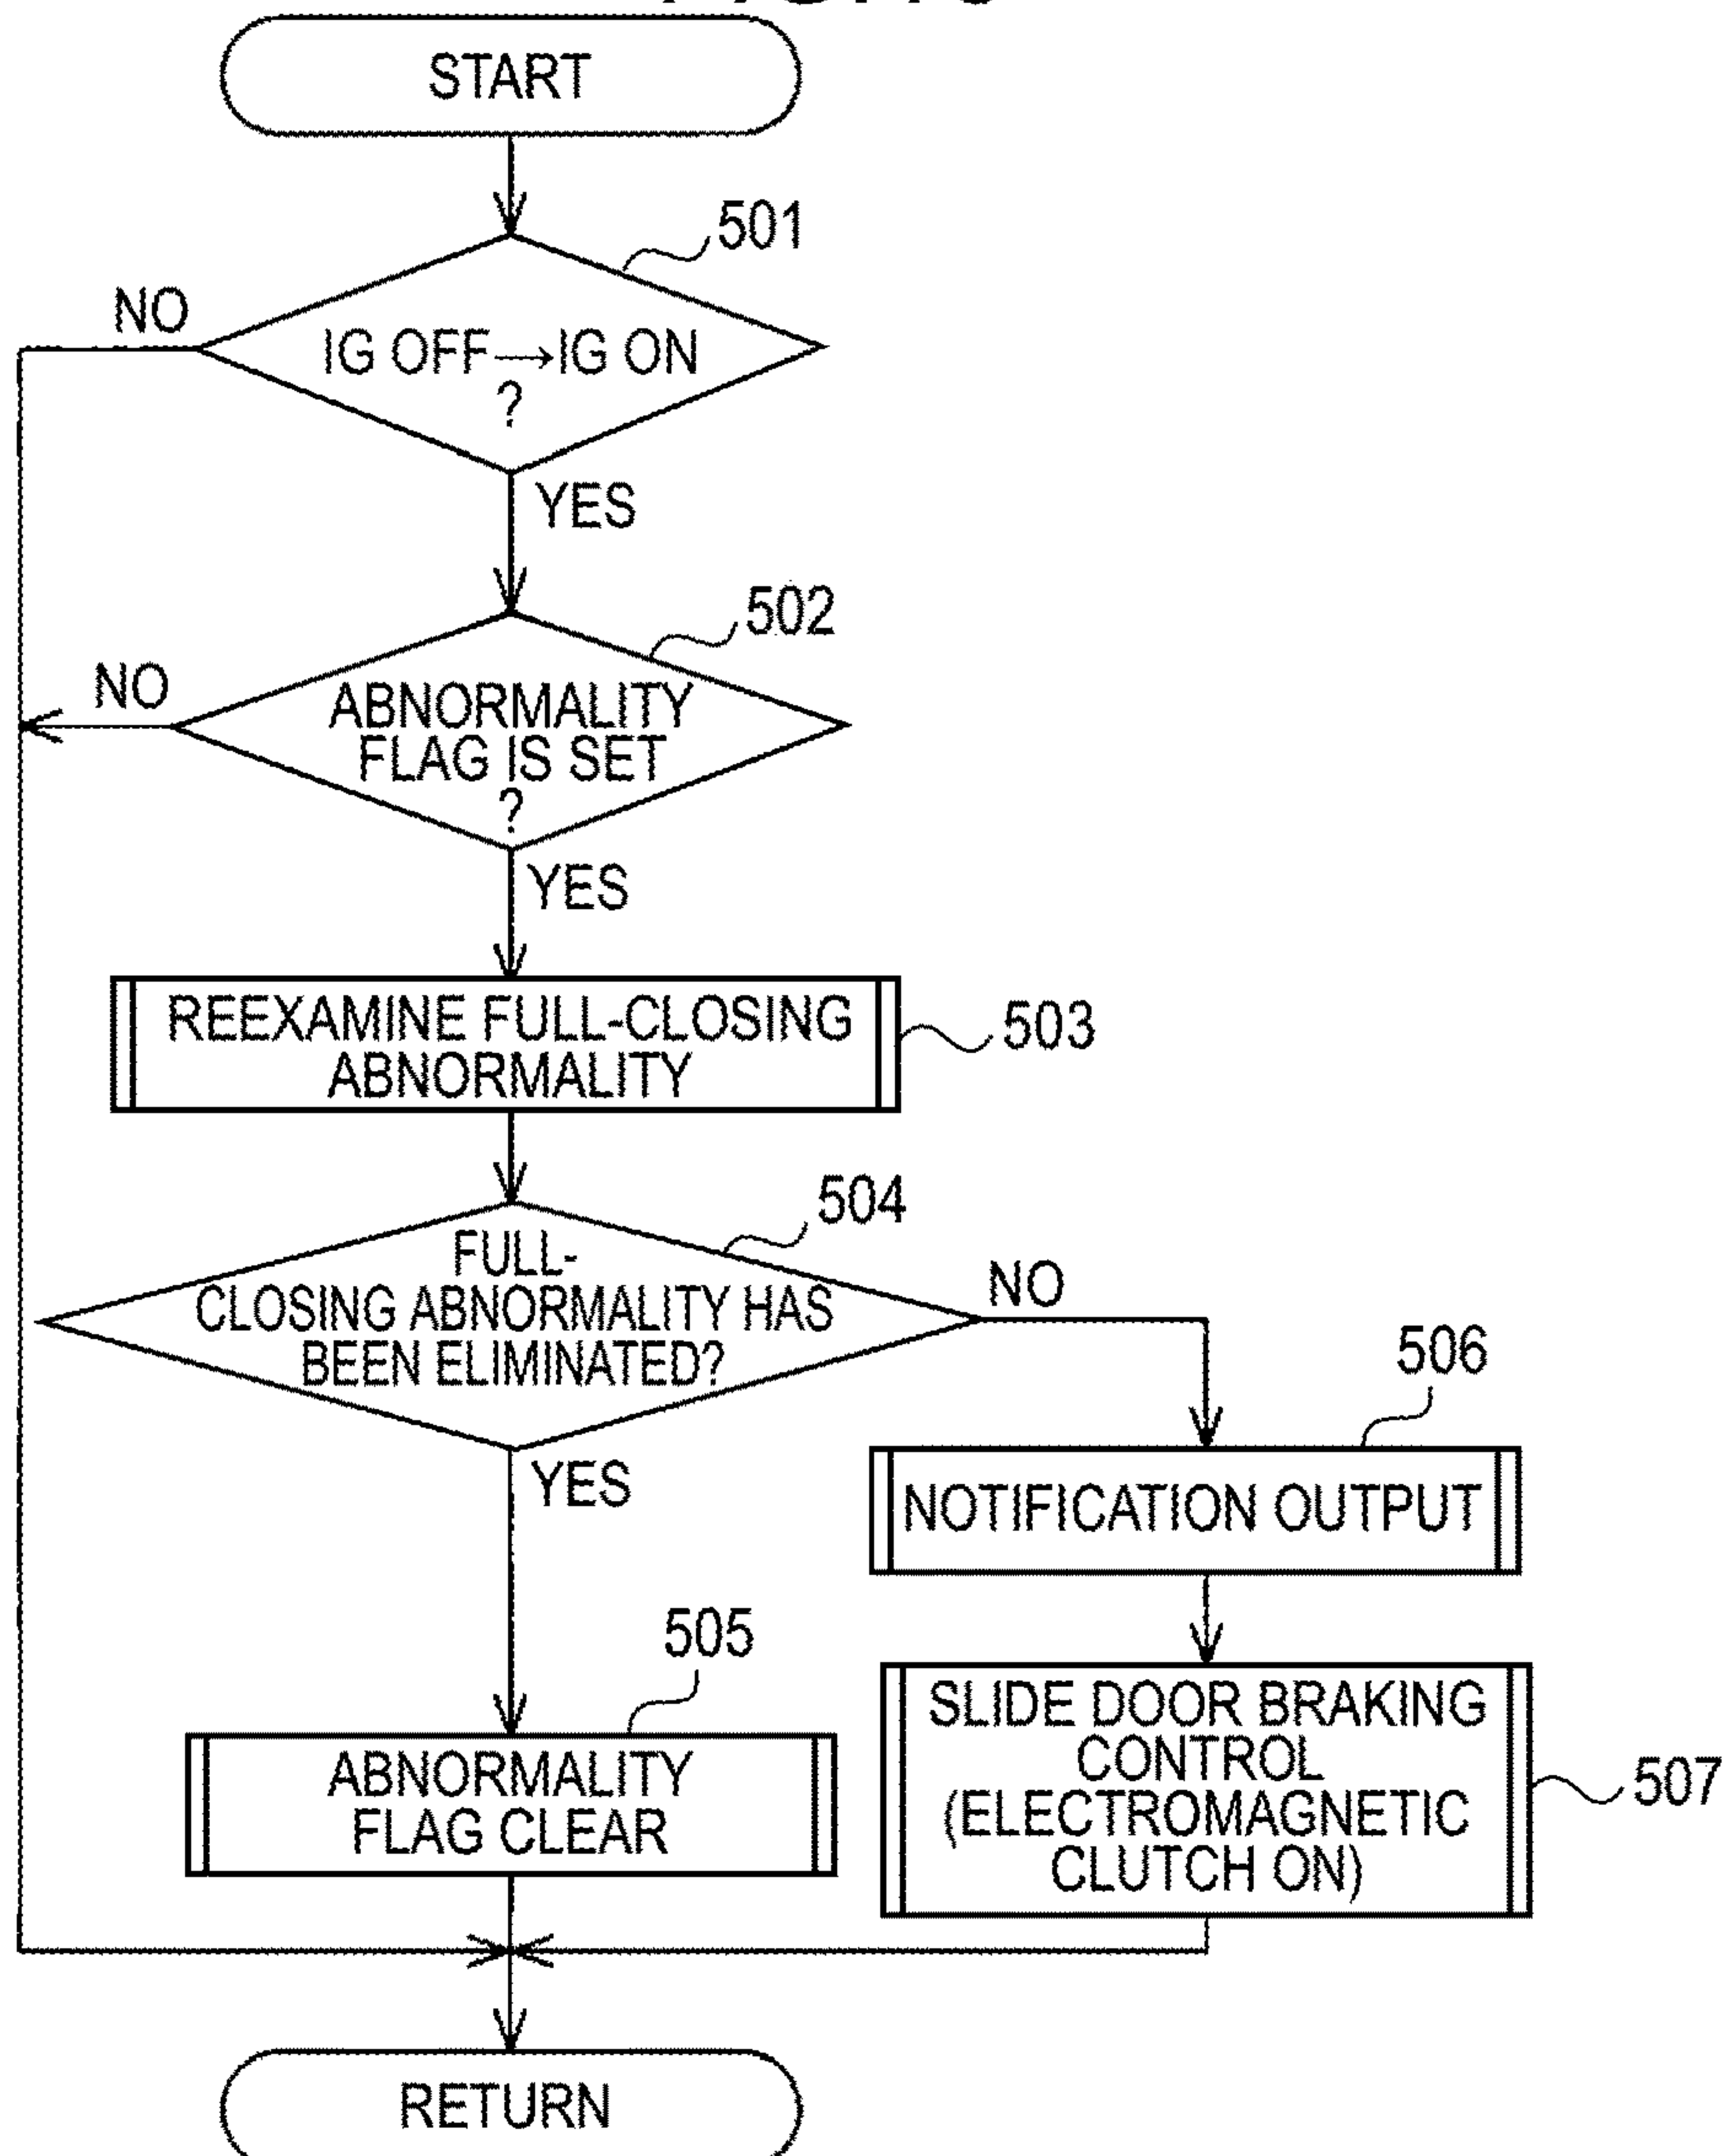 START
501
NO
IG OFF→IG ON
?
YES
502
NO
ABNORMALITY
FLAG IS SET
?
YES
REEXAMINE FULL-CLOSING
ABNORMALITY
503
504
FULL-
CLOSING ABNORMALITY HAS
BEEN ELIMINATED?
NO
YES
506
NOTIFICATION OUTPUT
505
ABNORMALITY
FLAG CLEAR
SLIDE DOOR BRAKING
CONTROL
(ELECTROMAGNETIC
CLUTCH ON)
507
RETURN